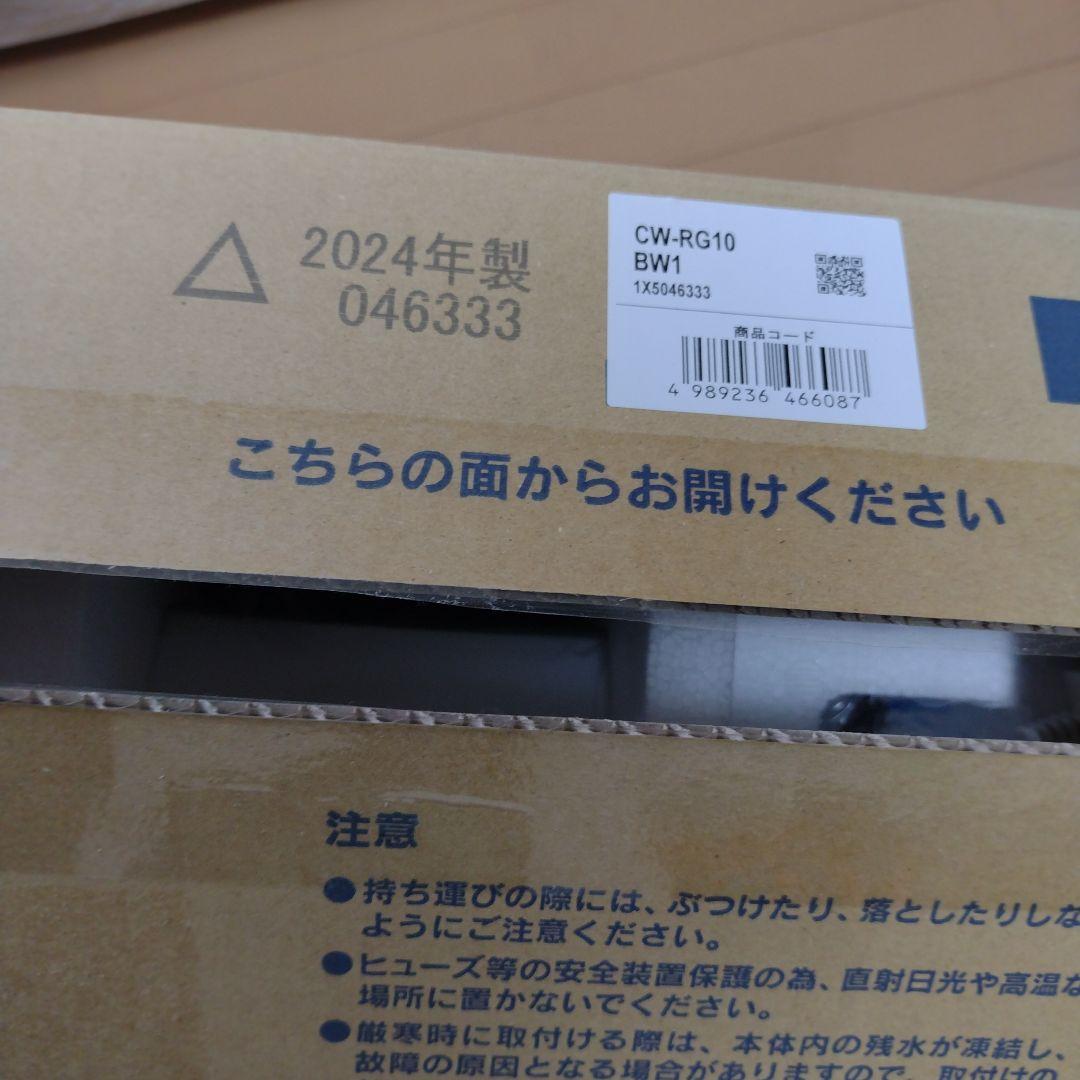 2024年製
046333
CW-RG10
BW1
1X5046333
商品コード
4 989236 466087
こちらの面からお開けください
注意
●持ち運びの際には、ぶつけたり、落としたりしな
ようにご注意ください。
●ヒューズ等の安全装置保護の為、直射日光や高温な
場所に置かないでください。
●厳寒時に取付ける際は、本体内の残水が凍結し、
故障の原因となる場合がありますので、取付けの